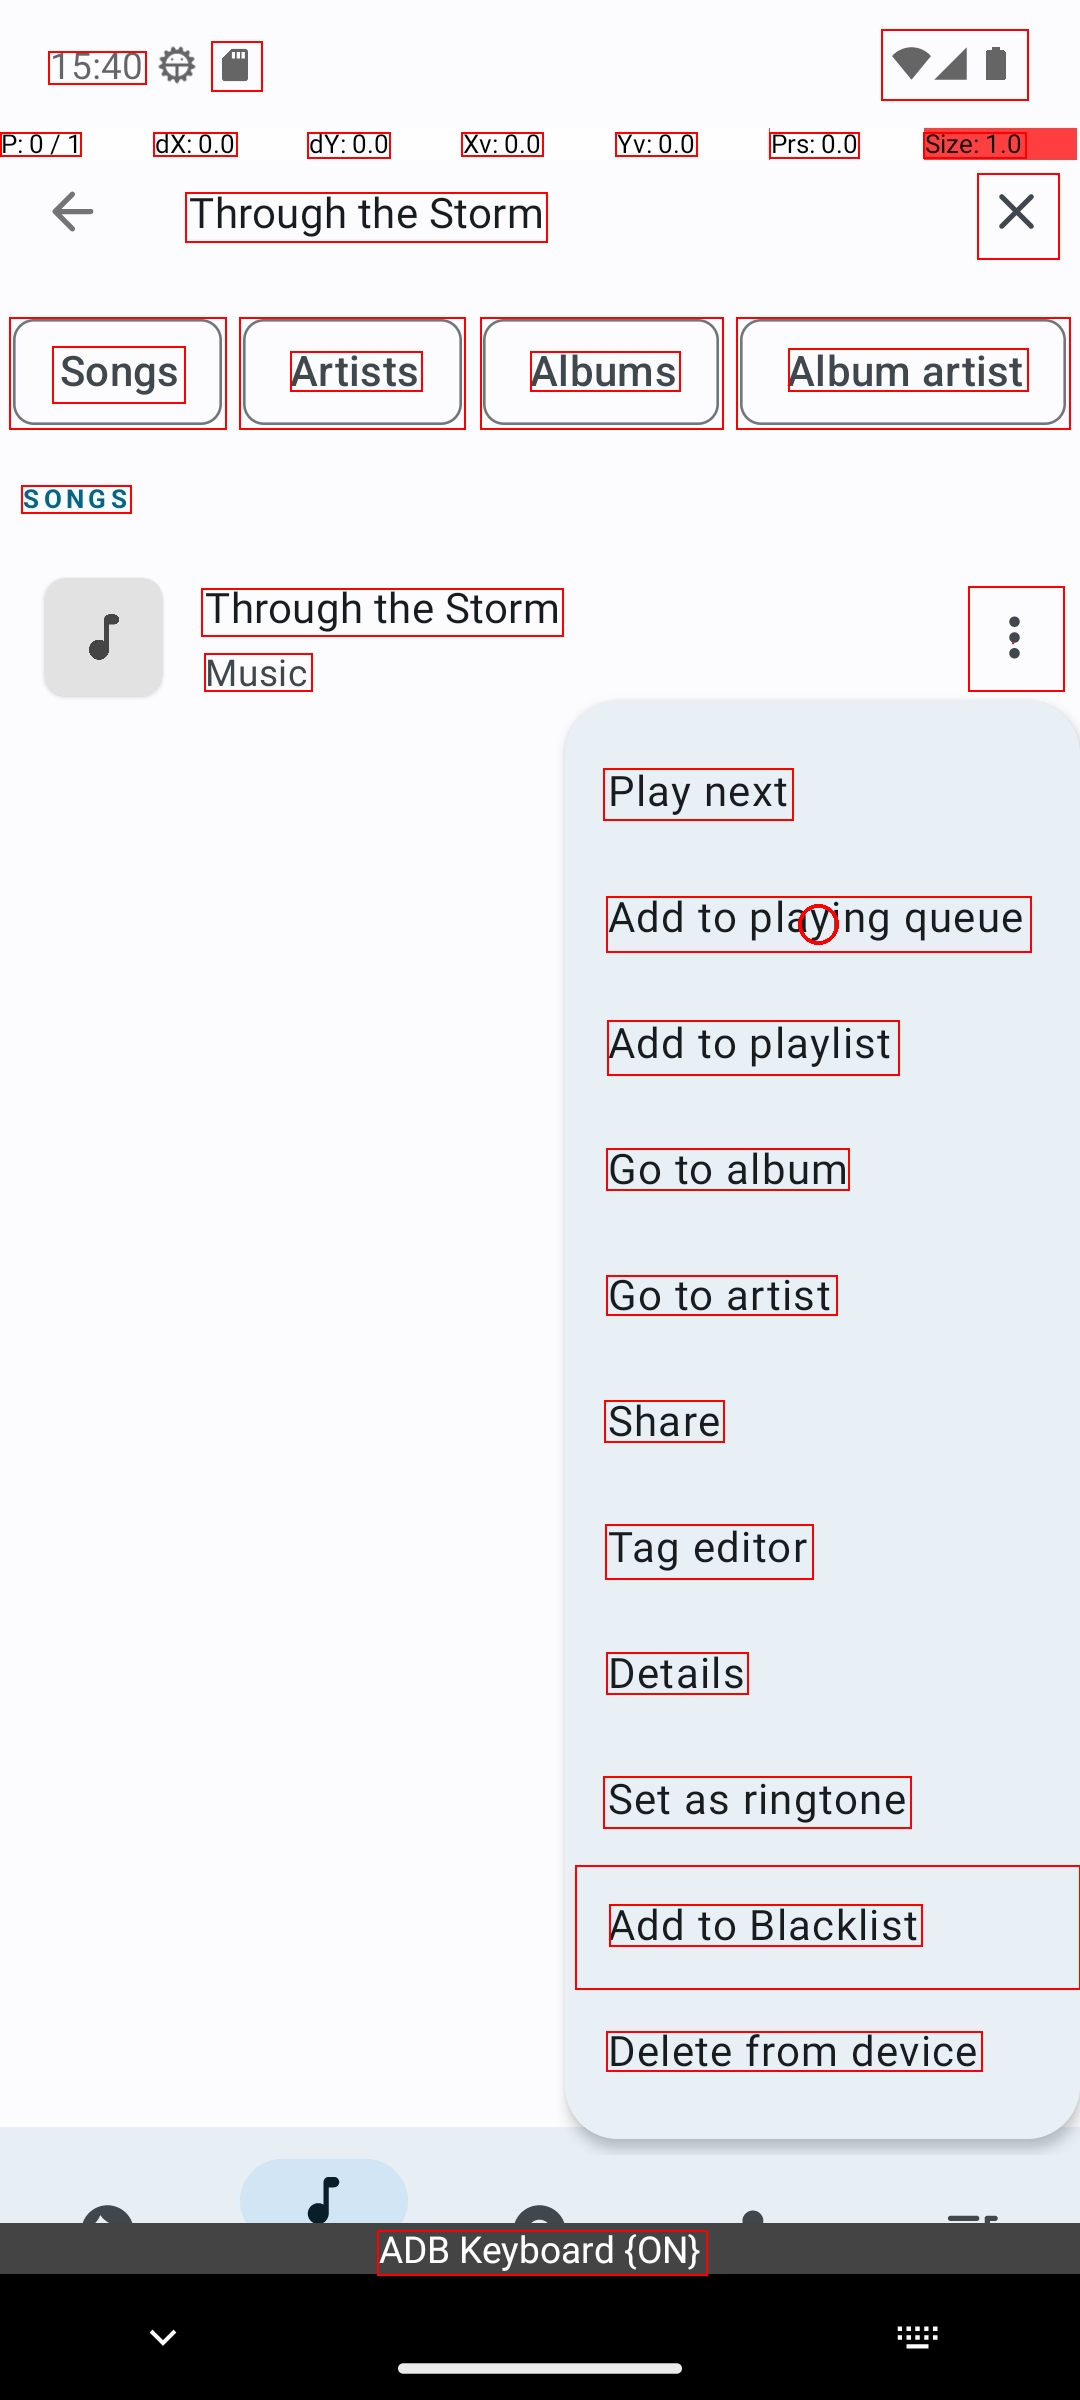 15:40
P: 0 / 1 dX: 0.0 dY: 0.0 Xv: 0.0 Yv: 0.0 Prs: 0.0 Size: 1.0
Through the Storm
Songs Artists Albums Album artist
SONGS
Through the Storm
Music
Play next
Add to playing queue
Add to playlist
Go to album
Go to artist
Share
Tag editor
Details
Set as ringtone
Add to Blacklist
Delete from device
ADB Keyboard {ON}